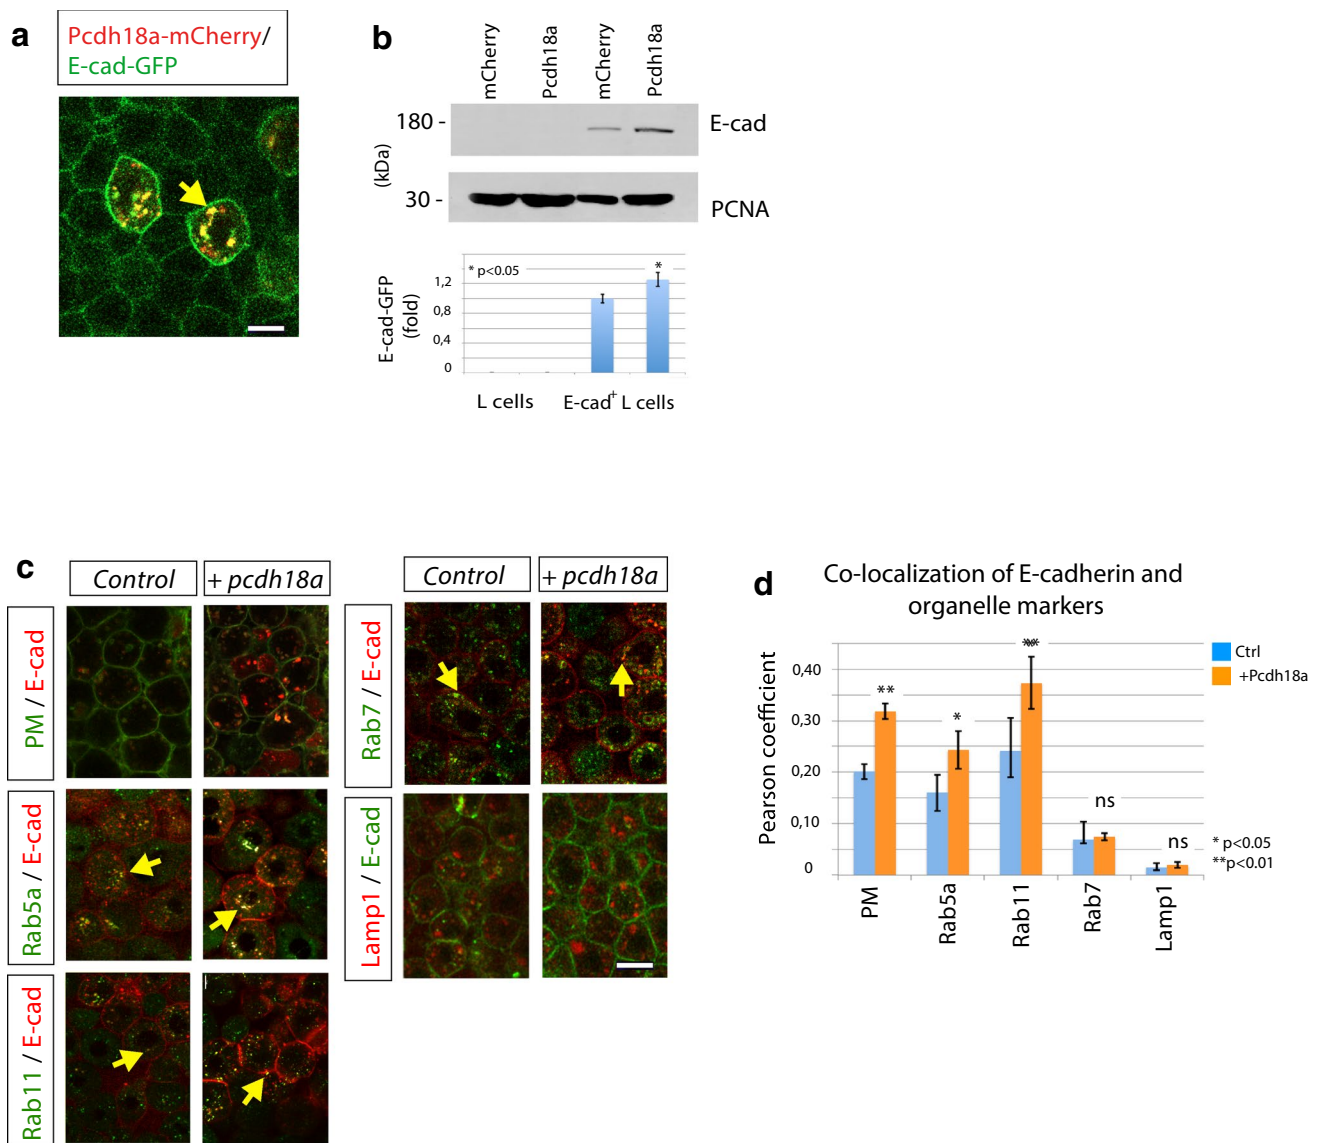 a
Pcdh18a-mCherry/
E-cad-GFP
b
mCherry
Pcdh18a
mCherry
Pcdh18a
180 -
E-cad
(kDa)
30 -
PCNA
* p<0.05
*
1,2
0,8
0,4
0
E-cad-GFP
(fold)
L cells
E-cad+ L cells
c
Control
+ pcdh18a
Control
+ pcdh18a
PM / E-cad
Rab5a / E-cad
Rab11 / E-cad
Rab7 / E-cad
Lamp1 / E-cad
d
Co-localization of E-cadherin and
organelle markers
Pearson coefficient
0,40
0,30
0,20
0,10
0
**
*
**
ns
ns
PM
Rab5a
Rab11
Rab7
Lamp1
Ctrl
+Pcdh18a
* p<0.05
**p<0.01